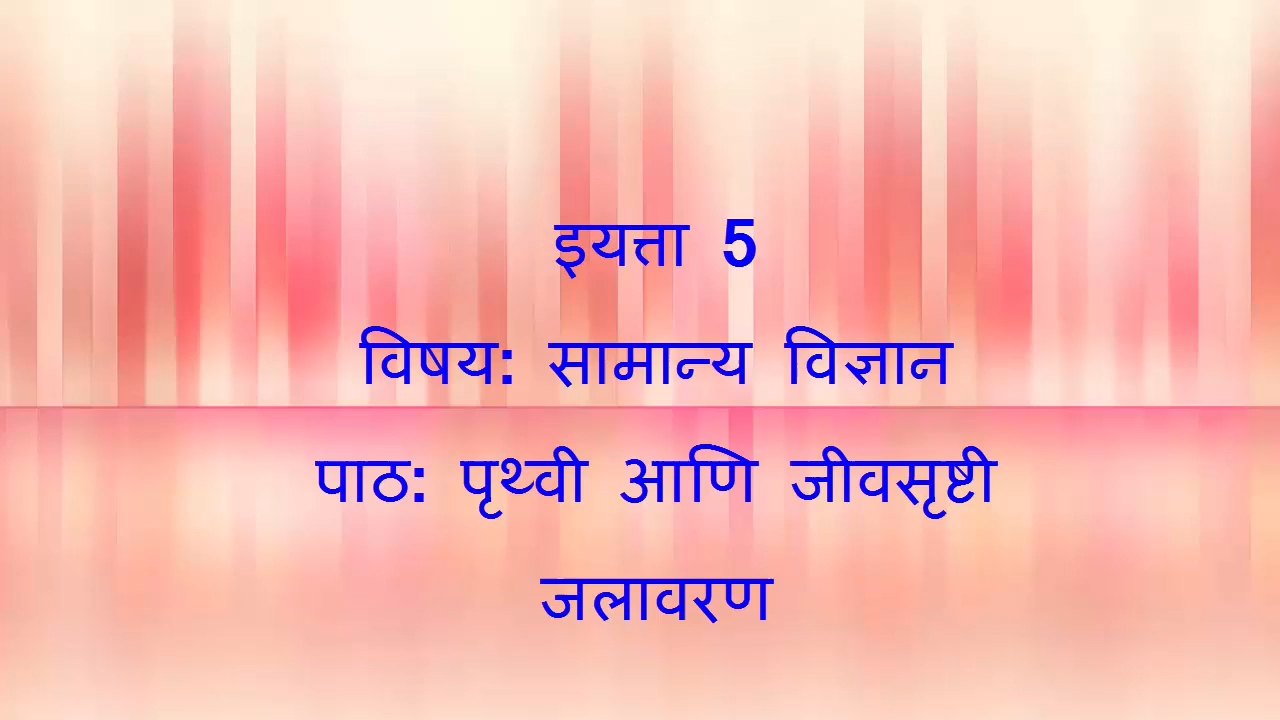 इयत्ता 5
विषय: सामान्य विज्ञान
पाठ: पृथ्वी आणि जीवसृष्टी
जलावरण